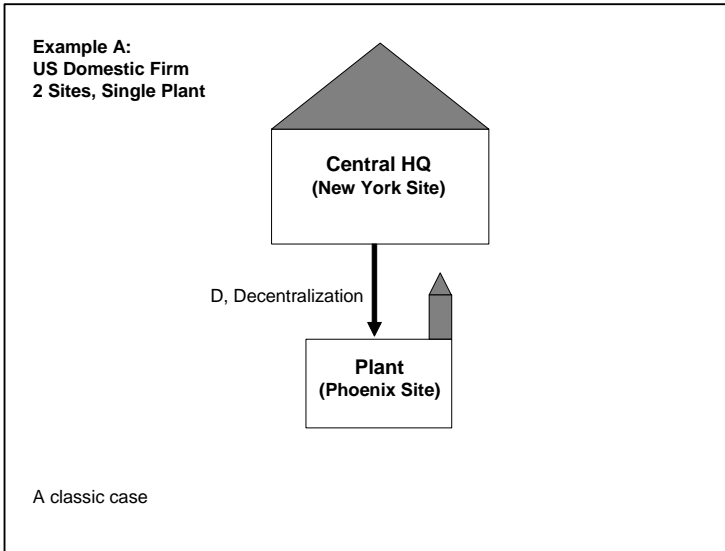 Example A:
US Domestic Firm
2 Sites, Single Plant
Central HQ
(New York Site)
D, Decentralization
Plant
(Phoenix Site)
A classic case